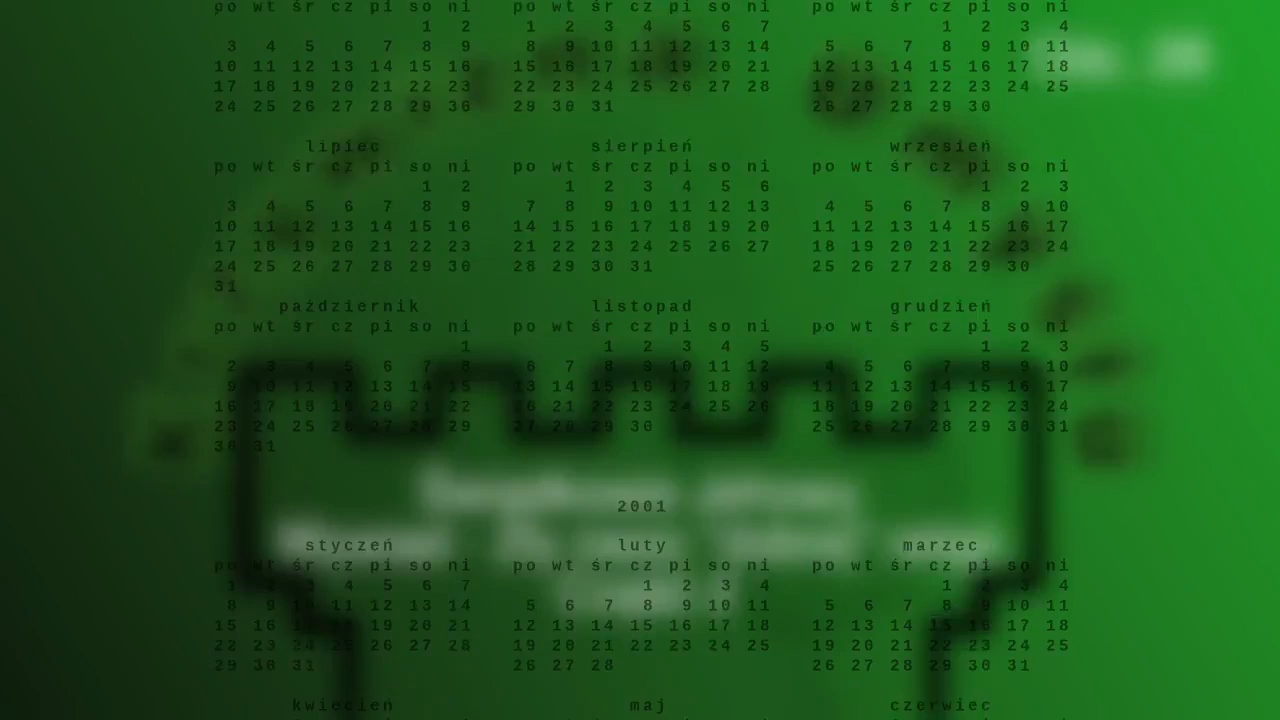 po wt śr cz pi so ni po wt śr cz pi so ni po wt śr cz pi so ni
1 2 1 2 3 4 5 6 7 1 2 3 4
3 4 5 6 7 8 9 8 9 10 11 12 13 14 5 6 7 8 9 10 11
10 11 12 13 14 15 16 15 16 17 18 19 20 21 12 13 14 15 16 17 18
17 18 19 20 21 22 23 22 23 24 25 26 27 28 19 20 21 22 23 24 25
24 25 26 27 28 29 30 29 30 31 26 27 28 29 30
lipiec sierpień wrzesień
po wt śr cz pi so ni po wt śr cz pi so ni po wt śr cz pi so ni
1 2 1 2 3 4 5 6 1 2 3
3 4 5 6 7 8 9 7 8 9 10 11 12 13 4 5 6 7 8 9 10
10 11 12 13 14 15 16 14 15 16 17 18 19 20 11 12 13 14 15 16 17
17 18 19 20 21 22 23 21 22 23 24 25 26 27 18 19 20 21 22 23 24
24 25 26 27 28 29 30 28 29 30 31 25 26 27 28 29 30
31
październik listopad grudzień
po wt śr cz pi so ni po wt śr cz pi so ni po wt śr cz pi so ni
1 1 2 3 4 5 1 2 3
2 3 4 5 6 7 8 6 7 8 9 10 11 12 4 5 6 7 8 9 10
9 10 11 12 13 14 15 13 14 15 16 17 18 19 11 12 13 14 15 16 17
16 17 18 19 20 21 22 20 21 22 23 24 25 26 18 19 20 21 22 23 24
23 24 25 26 27 28 29 27 28 29 30 25 26 27 28 29 30 31
30 31
2001
styczeń luty marzec
po wt śr cz pi so ni po wt śr cz pi so ni po wt śr cz pi so ni
1 2 3 4 5 6 7 1 2 3 4 1 2 3 4
8 9 10 11 12 13 14 5 6 7 8 9 10 11 5 6 7 8 9 10 11
15 16 17 18 19 20 21 12 13 14 15 16 17 18 12 13 14 15 16 17 18
22 23 24 25 26 27 28 19 20 21 22 23 24 25 19 20 21 22 23 24 25
29 30 31 26 27 28 26 27 28 29 30 31
kwiecień maj czerwiec